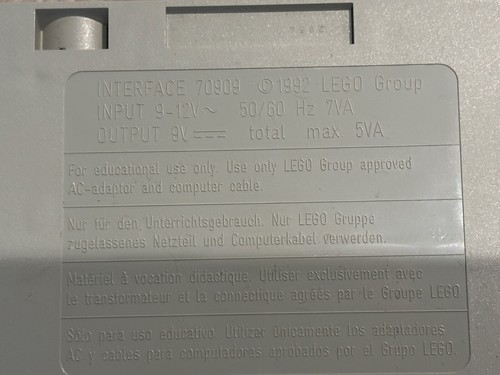 INTERFACE 70909 ©1992 LEGO Group
INPUT 9-12V~ 50/60 Hz 7VA
OUTPUT 9V⎓ total max. 5VA
For educational use only. Use only LEGO Group approved
AC-adaptor and computer cable.
Nur für den Unterrichtsgebrauch. Nur LEGO Gruppe
zugelassenes Netzteil und Computerkabel verwerden.
Matériel à vocation didactique. Utiliser exclusivement avec
le transformateur et la connectique agréés par le Groupe LEGO.
Sólo para uso educativo. Utilizar únicamente los adaptadores
AC y cables para computadoras aprobados por el Grupo LEGO.